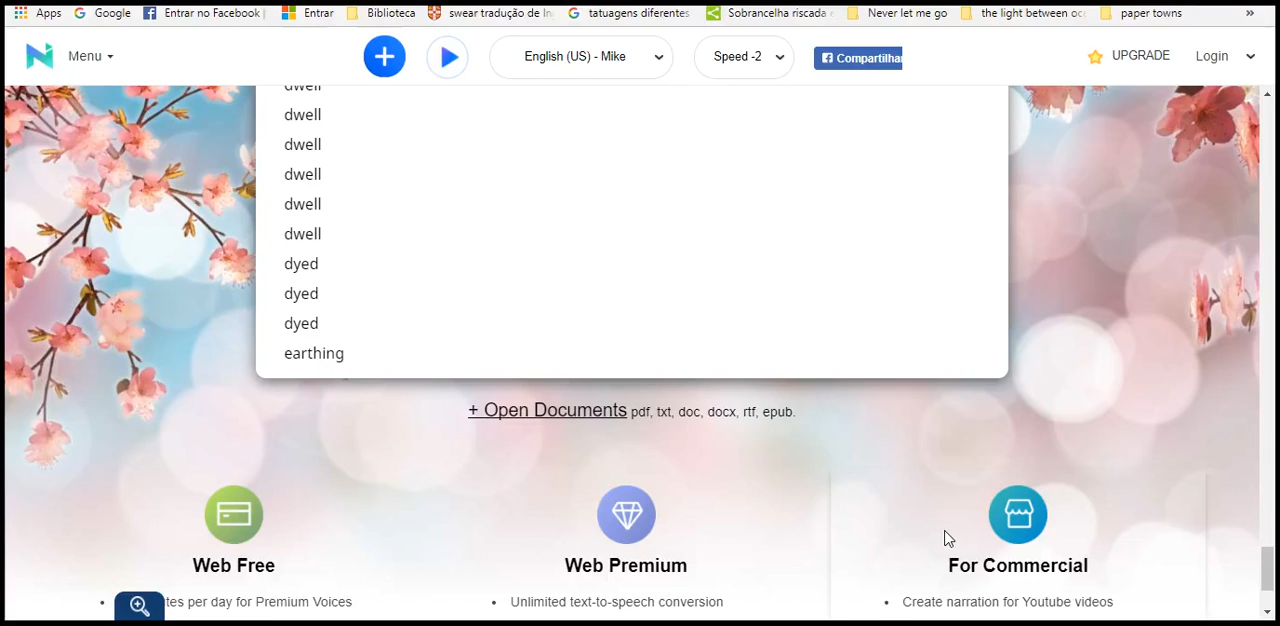 Apps Google Entrar no Facebook Entrar Biblioteca swear tradução de In tatuagens diferentes Sobrancelha riscada Never let me go the light between oc paper towns »
Menu English (US) - Mike Speed -2 Compartilhar UPGRADE Login
dwell
dwell
dwell
dwell
dwell
dwell
dyed
dyed
dyed
earthing
+ Open Documents pdf, txt, doc, docx, rtf, epub.
Web Free Web Premium For Commercial
• tes per day for Premium Voices • Unlimited text-to-speech conversion • Create narration for Youtube videos